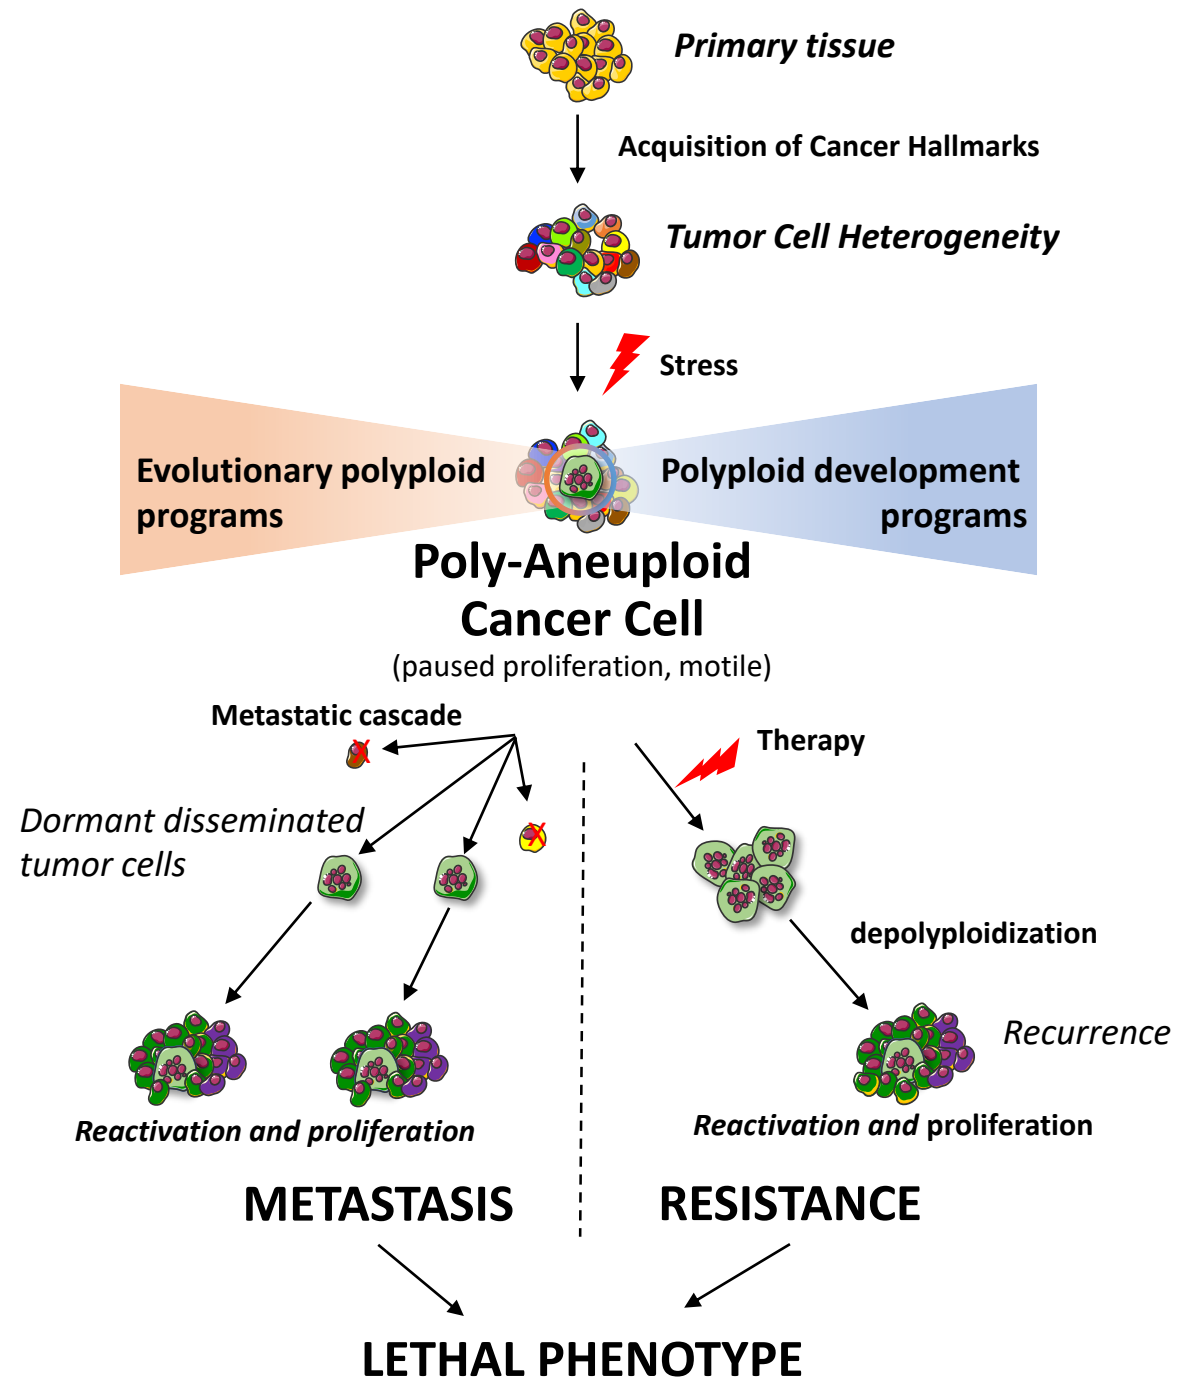 Primary tissue
Acquisition of Cancer Hallmarks
Tumor Cell Heterogeneity
Stress
Evolutionary polyploid
programs
Polyploid development
programs
Poly-Aneuploid
Cancer Cell
(paused proliferation, motile)
Metastatic cascade
X
X
Dormant disseminated
tumor cells
Reactivation and proliferation
METASTASIS
Therapy
depolyploidization
Recurrence
Reactivation and proliferation
RESISTANCE
LETHAL PHENOTYPE